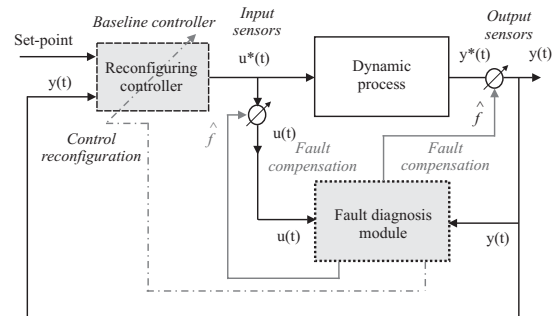 Baseline controller
Input
sensors
Output
sensors
Set-point
y(t)
Reconfiguring
controller
u*(t)
Dynamic
process
y*(t)
y(t)
Control
reconfiguration
f̂
u(t)
f̂
Fault
compensation
Fault
compensation
u(t)
Fault diagnosis
module
y(t)